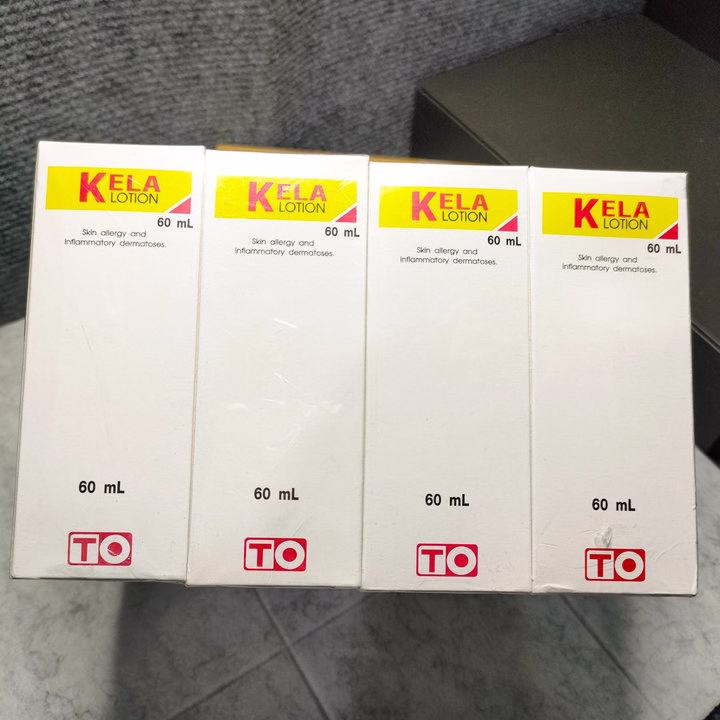 KELA
LOTION
60 mL
Skin allergy and
inflammatory dermatoses.
60 mL
TO
KELA
LOTION
60 mL
Skin allergy and
inflammatory dermatoses.
60 mL
TO
KELA
LOTION
60 mL
Skin allergy and
inflammatory dermatoses.
60 mL
TO
KELA
LOTION
60 mL
Skin allergy and
inflammatory dermatoses.
60 mL
TO